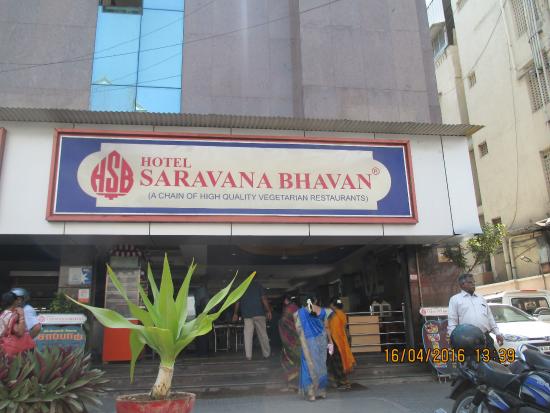 HSB
HOTEL
SARAVANA BHAVAN®
(A CHAIN OF HIGH QUALITY VEGETARIAN RESTAURANTS)
16/04/2016 13:39